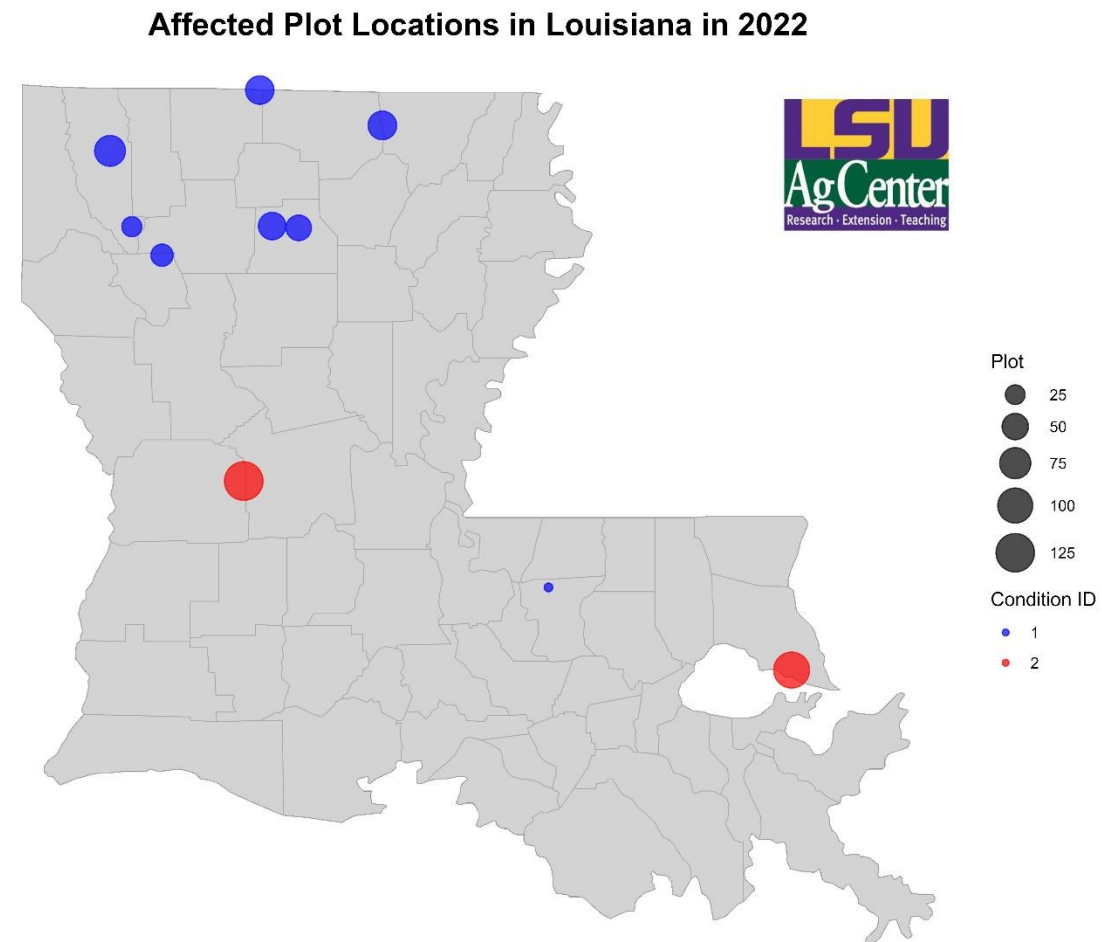 Affected Plot Locations in Louisiana in 2022
LSU
AgCenter
Research · Extension · Teaching
Plot
25
50
75
100
125
Condition ID
1
2